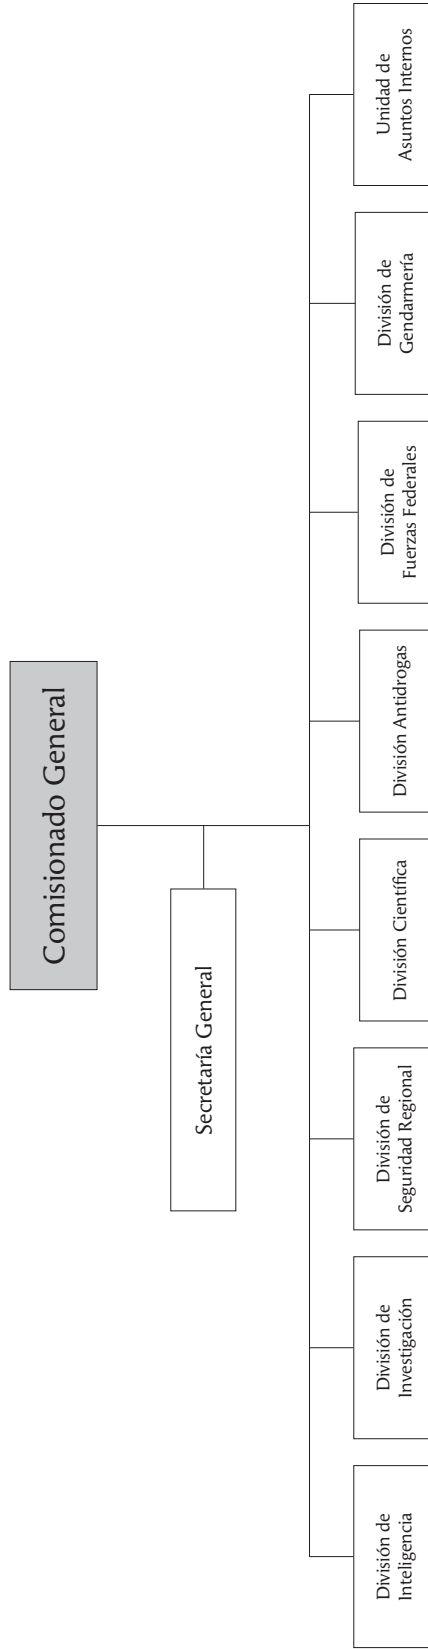 Comisionado General
Secretaría General
División de
Inteligencia
División de
Investigación
División de
Seguridad Regional
División Científica
División Antidrogas
División de
Fuerzas Federales
División de
Gendarmería
Unidad de
Asuntos Internos